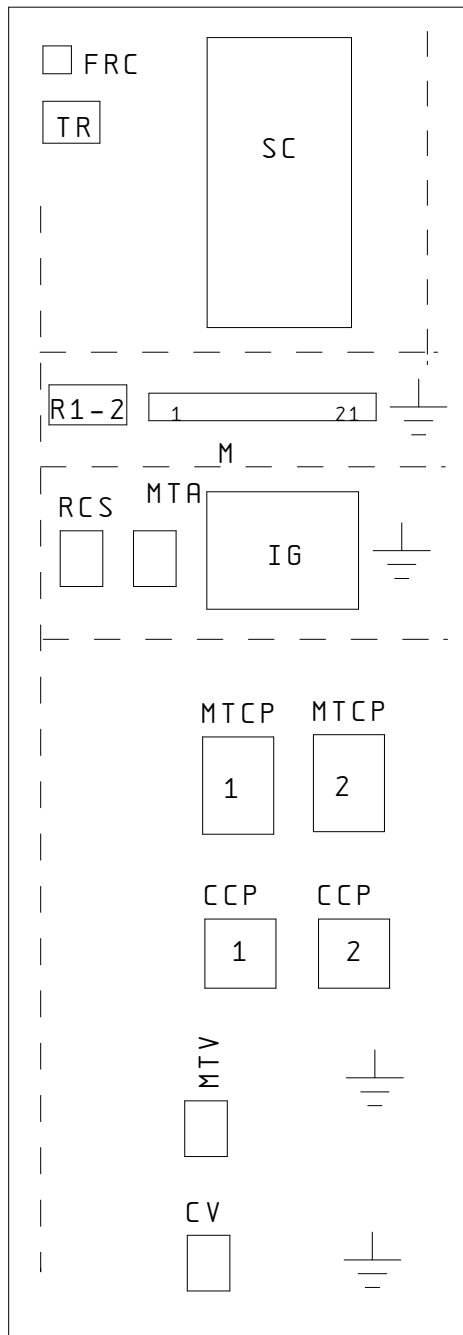 FRC
TR
SC
R1-2
1 21
M
RCS MTA
IG
MTCP MTCP
1 2
CCP CCP
1 2
MTV
CV